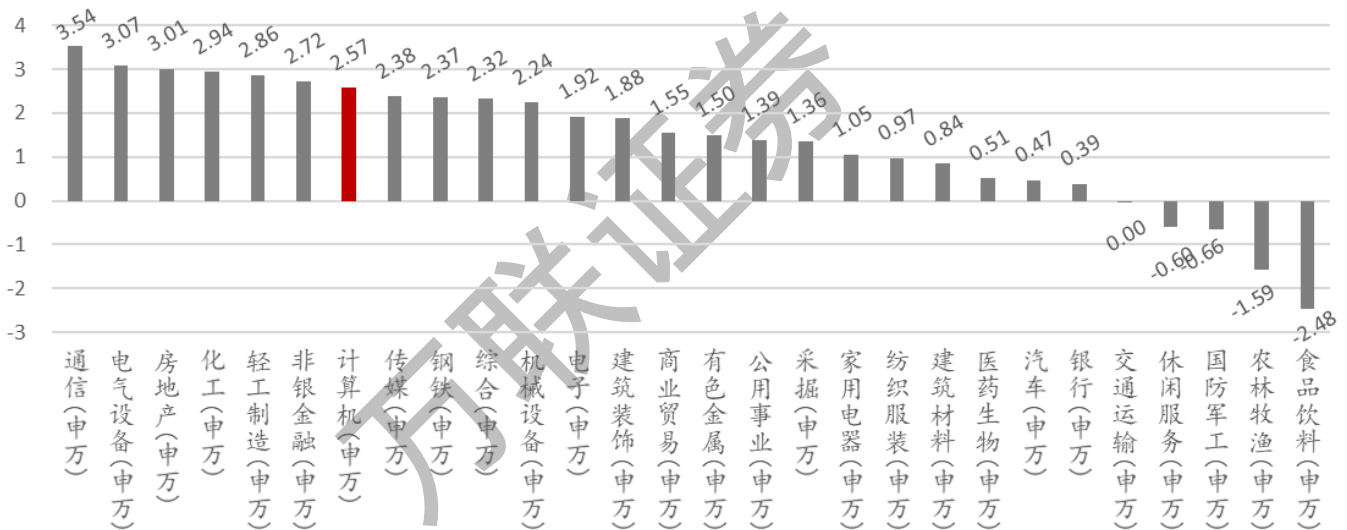 4
3
2
1
0
-1
-2
-3
3.54
3.07
3.01
2.94
2.86
2.72
2.57
2.38
2.37
2.32
2.24
1.92
1.88
1.55
1.50
1.39
1.36
1.05
0.97
0.84
0.51
0.47
0.39
0.00
-0.60
-0.66
-1.59
-2.48
通信(申万)
电气设备(申万)
房地产(申万)
化工(申万)
轻工制造(申万)
非银金融(申万)
计算机(申万)
传媒(申万)
钢铁(申万)
综合(申万)
机械设备(申万)
电子(申万)
建筑装饰(申万)
商业贸易(申万)
有色金属(申万)
公用事业(申万)
采掘(申万)
家用电器(申万)
纺织服装(申万)
建筑材料(申万)
医药生物(申万)
汽车(申万)
银行(申万)
交通运输(申万)
休闲服务(申万)
国防军工(申万)
农林牧渔(申万)
食品饮料(申万)
万联证券